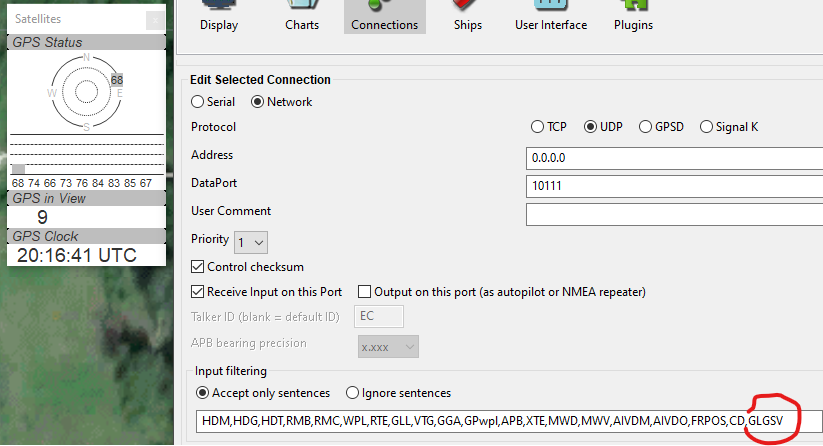 Satellites
GPS Status
N
68
W
E
S
68 74 66 73 76 84 83 85 67
GPS in View
9
GPS Clock
20:16:41 UTC
Display
Charts
Connections
Ships
User Interface
Plugins
Edit Selected Connection
Serial
Network
Protocol
TCP
UDP
GPSD
Signal K
Address
0.0.0.0
DataPort
10111
User Comment
Priority
1
Control checksum
Receive Input on this Port
Output on this port (as autopilot or NMEA repeater)
Talker ID (blank = default ID)
EC
APB bearing precision
x.xxx
Input filtering
Accept only sentences
Ignore sentences
HDM,HDG,HDT,RMB,RMC,WPL,RTE,GLL,VTG,GGA,GPwpl,APB,XTE,MWD,MWV,AIVDM,AIVDO,FRPOS,CD,GLGSV